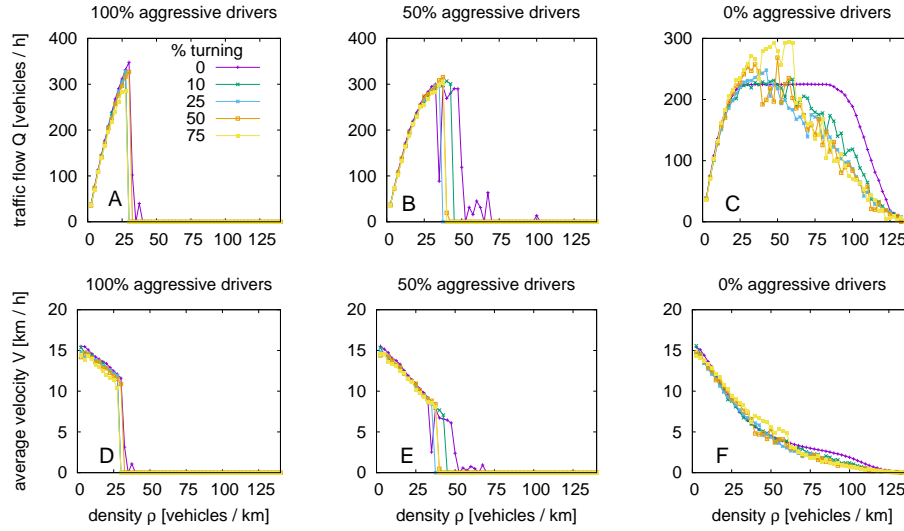 100% aggressive drivers
50% aggressive drivers
0% aggressive drivers
traffic flow Q [vehicles / h]
400
300
200
100
0
0 25 50 75 100 125
% turning
0
10
25
50
75
A
400
300
200
100
0
0 25 50 75 100 125
B
300
200
100
0
0 25 50 75 100 125
C
100% aggressive drivers
50% aggressive drivers
0% aggressive drivers
average velocity V [km / h]
20
15
10
5
0
0 25 50 75 100 125
D
20
15
10
5
0
0 25 50 75 100 125
E
20
15
10
5
0
0 25 50 75 100 125
F
density ρ [vehicles / km]
density ρ [vehicles / km]
density ρ [vehicles / km]